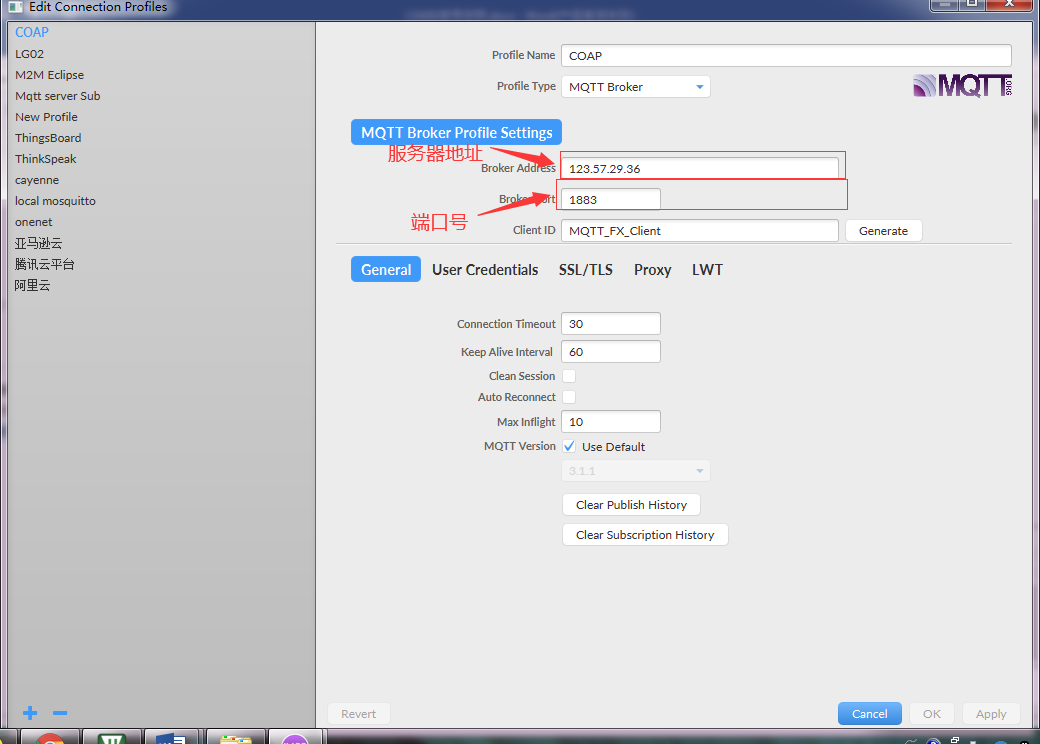 Edit Connection Profiles
COAP
LG02
M2M Eclipse
Mqtt server Sub
New Profile
ThingsBoard
ThinkSpeak
cayenne
local mosquitto
onenet
亚马逊云
腾讯云平台
阿里云
Profile Name COAP
Profile Type MQTT Broker
MQTT.ORG
MQTT Broker Profile Settings
服务器地址
Broker Address 123.57.29.36
Broker Port 1883
端口号
Client ID MQTT_FX_Client Generate
General User Credentials SSL/TLS Proxy LWT
Connection Timeout 30
Keep Alive Interval 60
Clean Session
Auto Reconnect
Max Inflight 10
MQTT Version Use Default
3.1.1
Clear Publish History
Clear Subscription History
Revert Cancel OK Apply